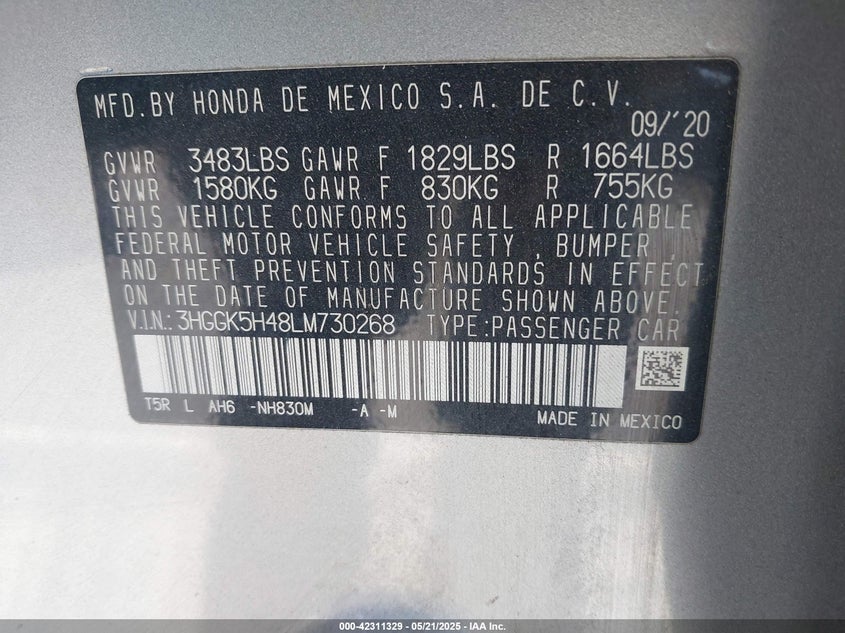 MFD.BY HONDA DE MEXICO S.A. DE C.V.
09/'20
GVWR 3483LBS GAWR F 1829LBS R 1664LBS
GVWR 1580KG GAWR F 830KG R 755KG
THIS VEHICLE CONFORMS TO ALL APPLICABLE
FEDERAL MOTOR VEHICLE SAFETY , BUMPER ,
AND THEFT PREVENTION STANDARDS IN EFFECT
ON THE DATE OF MANUFACTURE SHOWN ABOVE.
V.I.N.: 3HGGK5H48LM730268 TYPE:PASSENGER CAR
T5R L AH6 -NH830M -A -M
MADE IN MEXICO
000-42311329 - 05/21/2025 - IAA Inc.